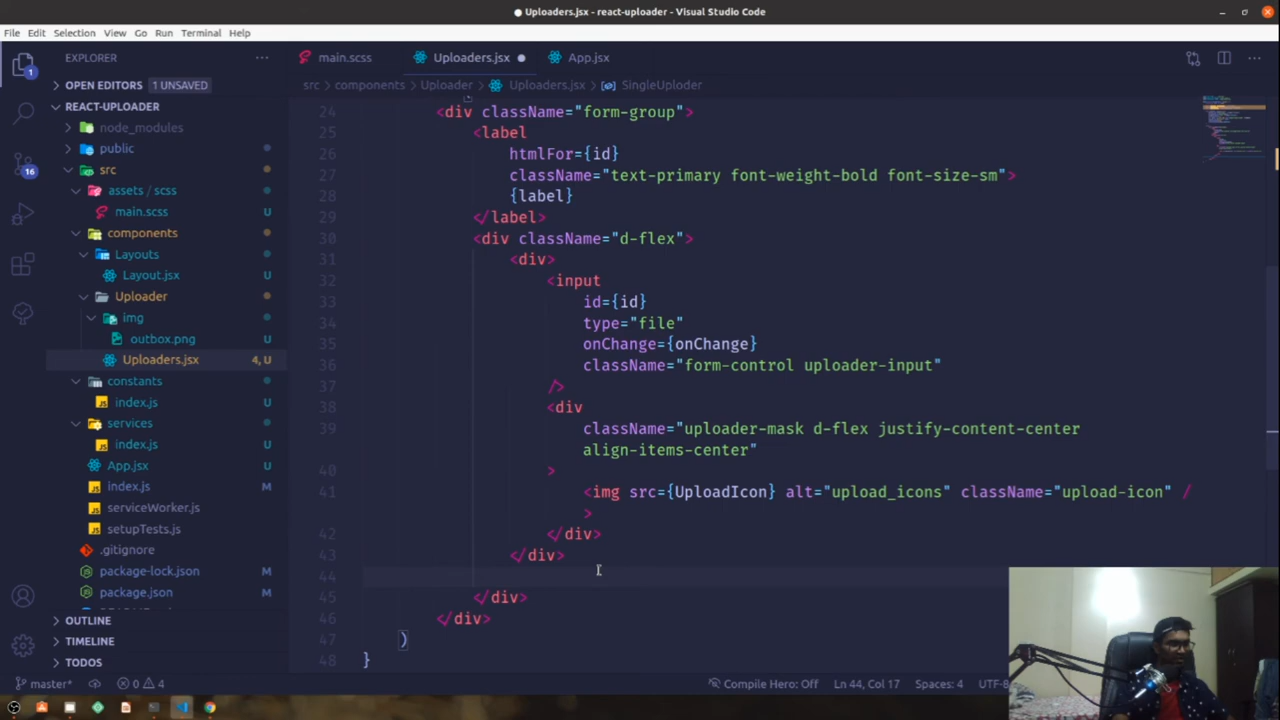 Uploaders.jsx - react-uploader - Visual Studio Code
File Edit Selection View Go Run Terminal Help
EXPLORER
main.scss
Uploaders.jsx
App.jsx
OPEN EDITORS 1 UNSAVED
src > components > Uploader > Uploaders.jsx > SingleUploder
REACT-UPLOADER
node_modules
public
src
assets / scss
main.scss U
components
Layouts
Layout.jsx U
Uploader
img
outbox.png U
Uploaders.jsx 4, U
constants
index.js U
services
index.js U
App.jsx U
index.js M
serviceWorker.js
setupTests.js
.gitignore
package-lock.json M
package.json M
OUTLINE
TIMELINE
TODOS
1
16
24 <div className="form-group">
25 <label
26 htmlFor={id}
27 className="text-primary font-weight-bold font-size-sm">
28 {label}
29 </label>
30 <div className="d-flex">
31 <div>
32 <input
33 id={id}
34 type="file"
35 onChange={onChange}
36 className="form-control uploader-input"
37 />
38 <div
39 className="uploader-mask d-flex justify-content-center
align-items-center"
40 >
41 <img src={UploadIcon} alt="upload_icons" className="upload-icon" /
>
42 </div>
43 </div>
44
45 </div>
46 </div>
47 )
48 }
master* 0 4 Compile Hero: Off Ln 44, Col 17 Spaces: 4 UTF-8